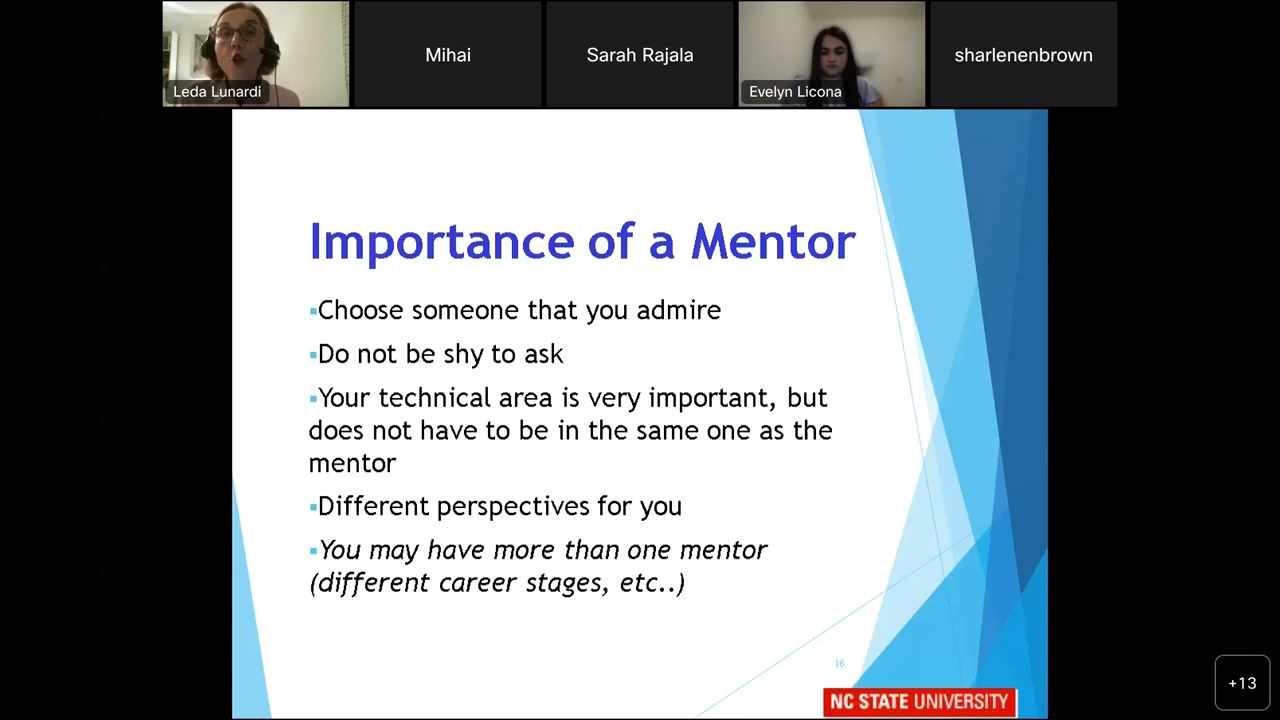 Leda Lunardi
Mihai
Sarah Rajala
Evelyn Licona
sharlenenbrown
Importance of a Mentor
▪Choose someone that you admire
▪Do not be shy to ask
▪Your technical area is very important, but
does not have to be in the same one as the
mentor
▪Different perspectives for you
▪You may have more than one mentor
(different career stages, etc..)
16
NC STATE UNIVERSITY
+13